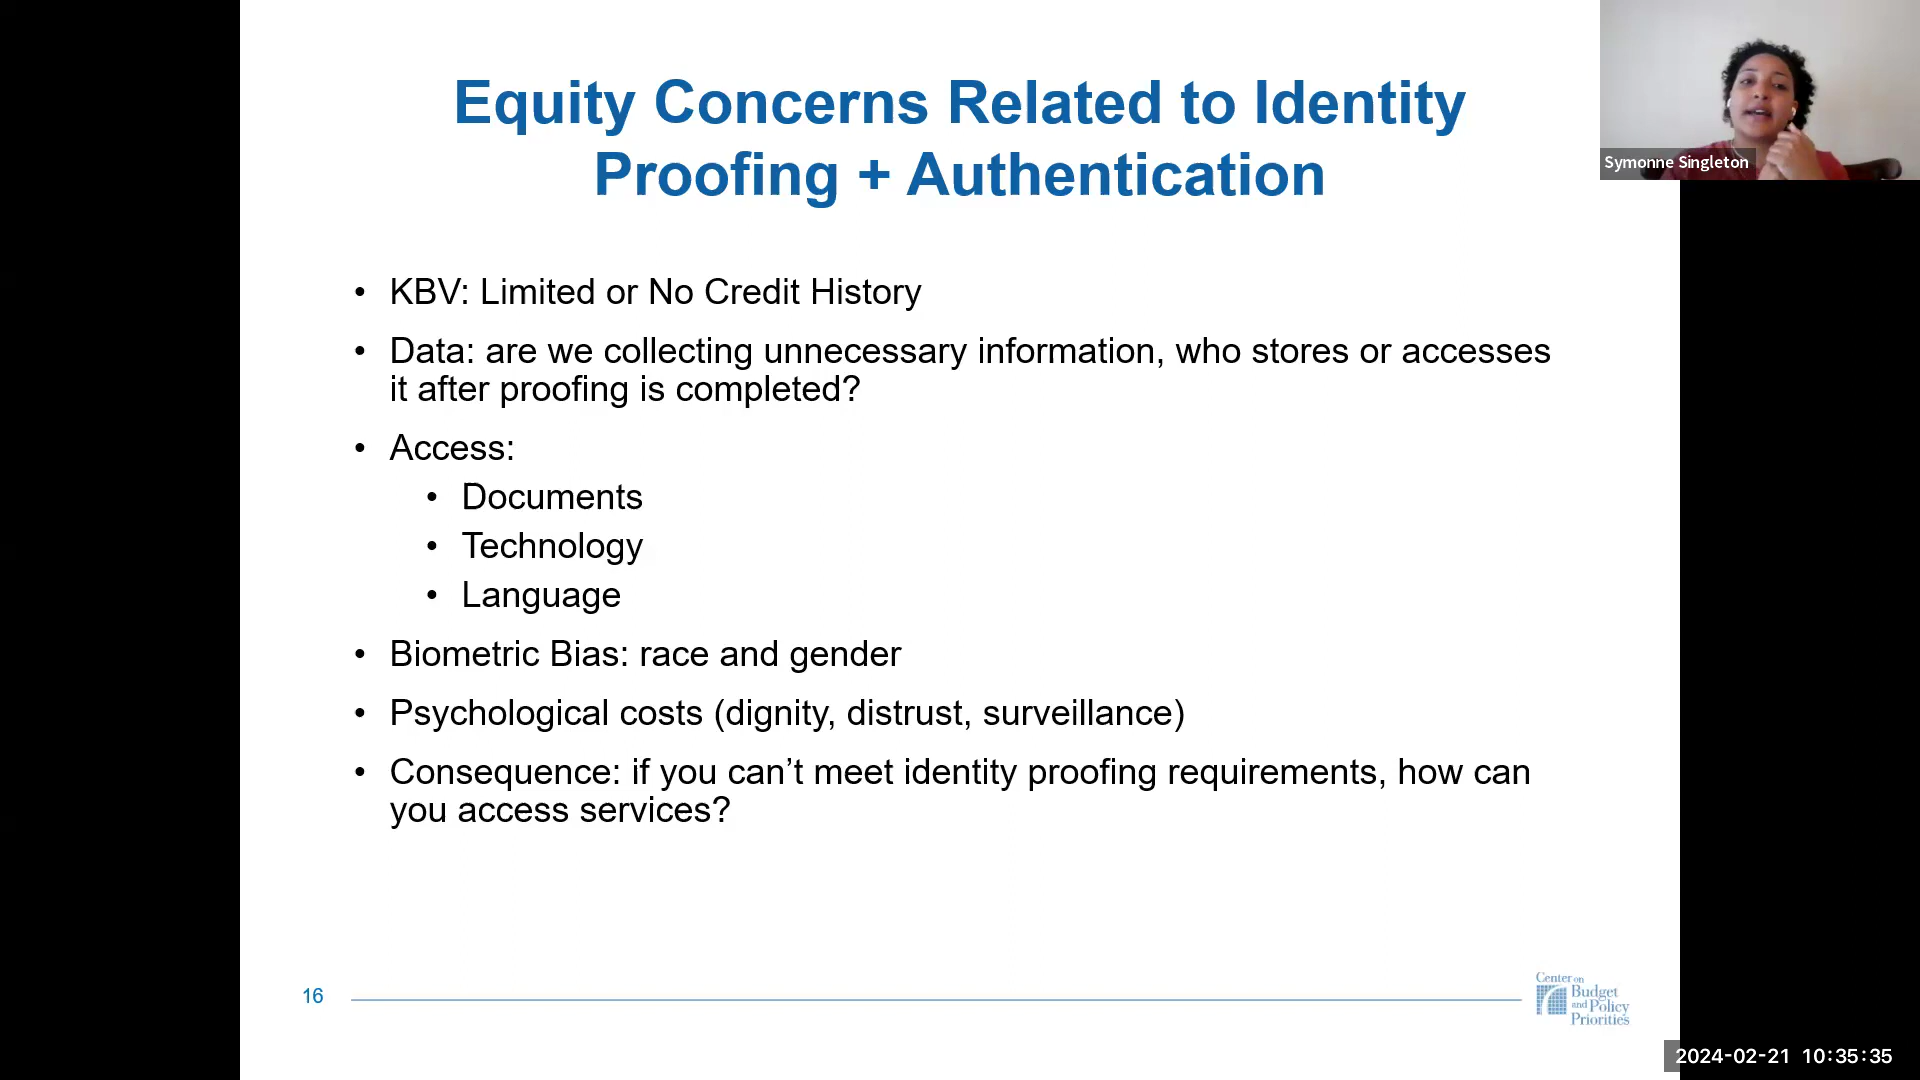 Equity Concerns Related to Identity
Proofing + Authentication
Symonne Singleton
• KBV: Limited or No Credit History
• Data: are we collecting unnecessary information, who stores or accesses
it after proofing is completed?
• Access:
• Documents
• Technology
• Language
• Biometric Bias: race and gender
• Psychological costs (dignity, distrust, surveillance)
• Consequence: if you can’t meet identity proofing requirements, how can
you access services?
16
Center on
Budget
and Policy
Priorities
2024-02-21 10:35:35